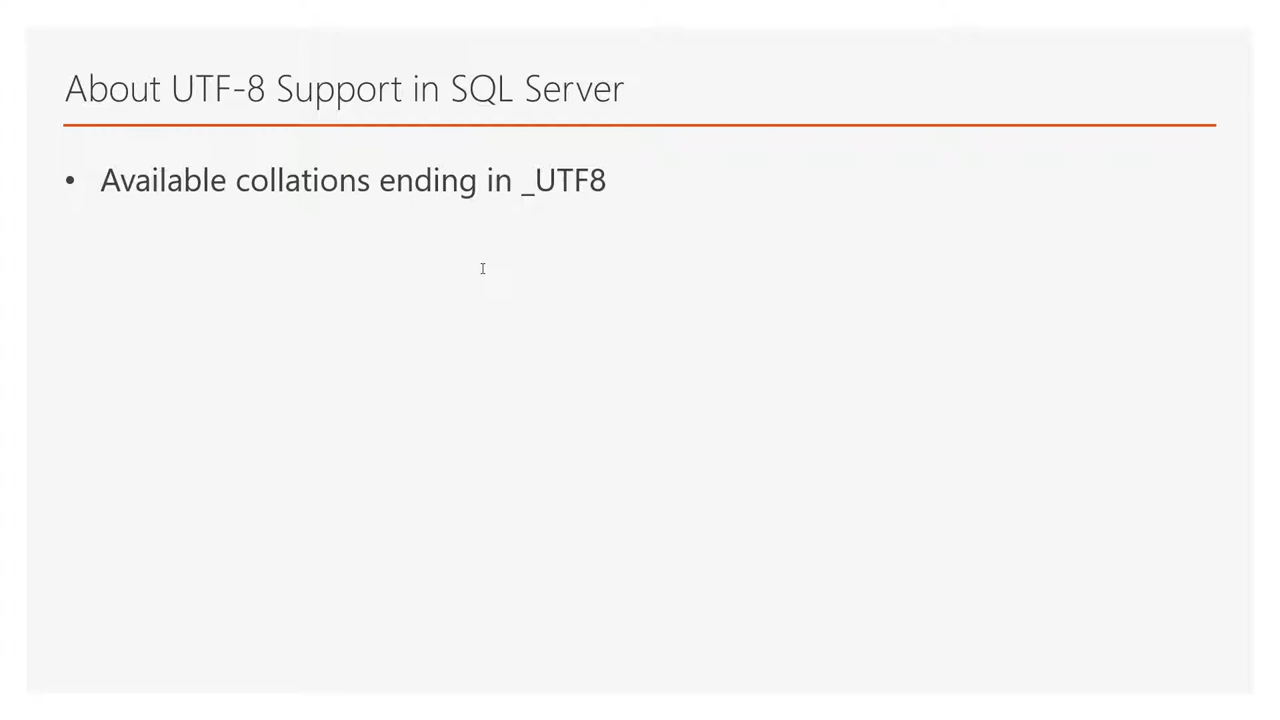 About UTF-8 Support in SQL Server
• Available collations ending in _UTF8